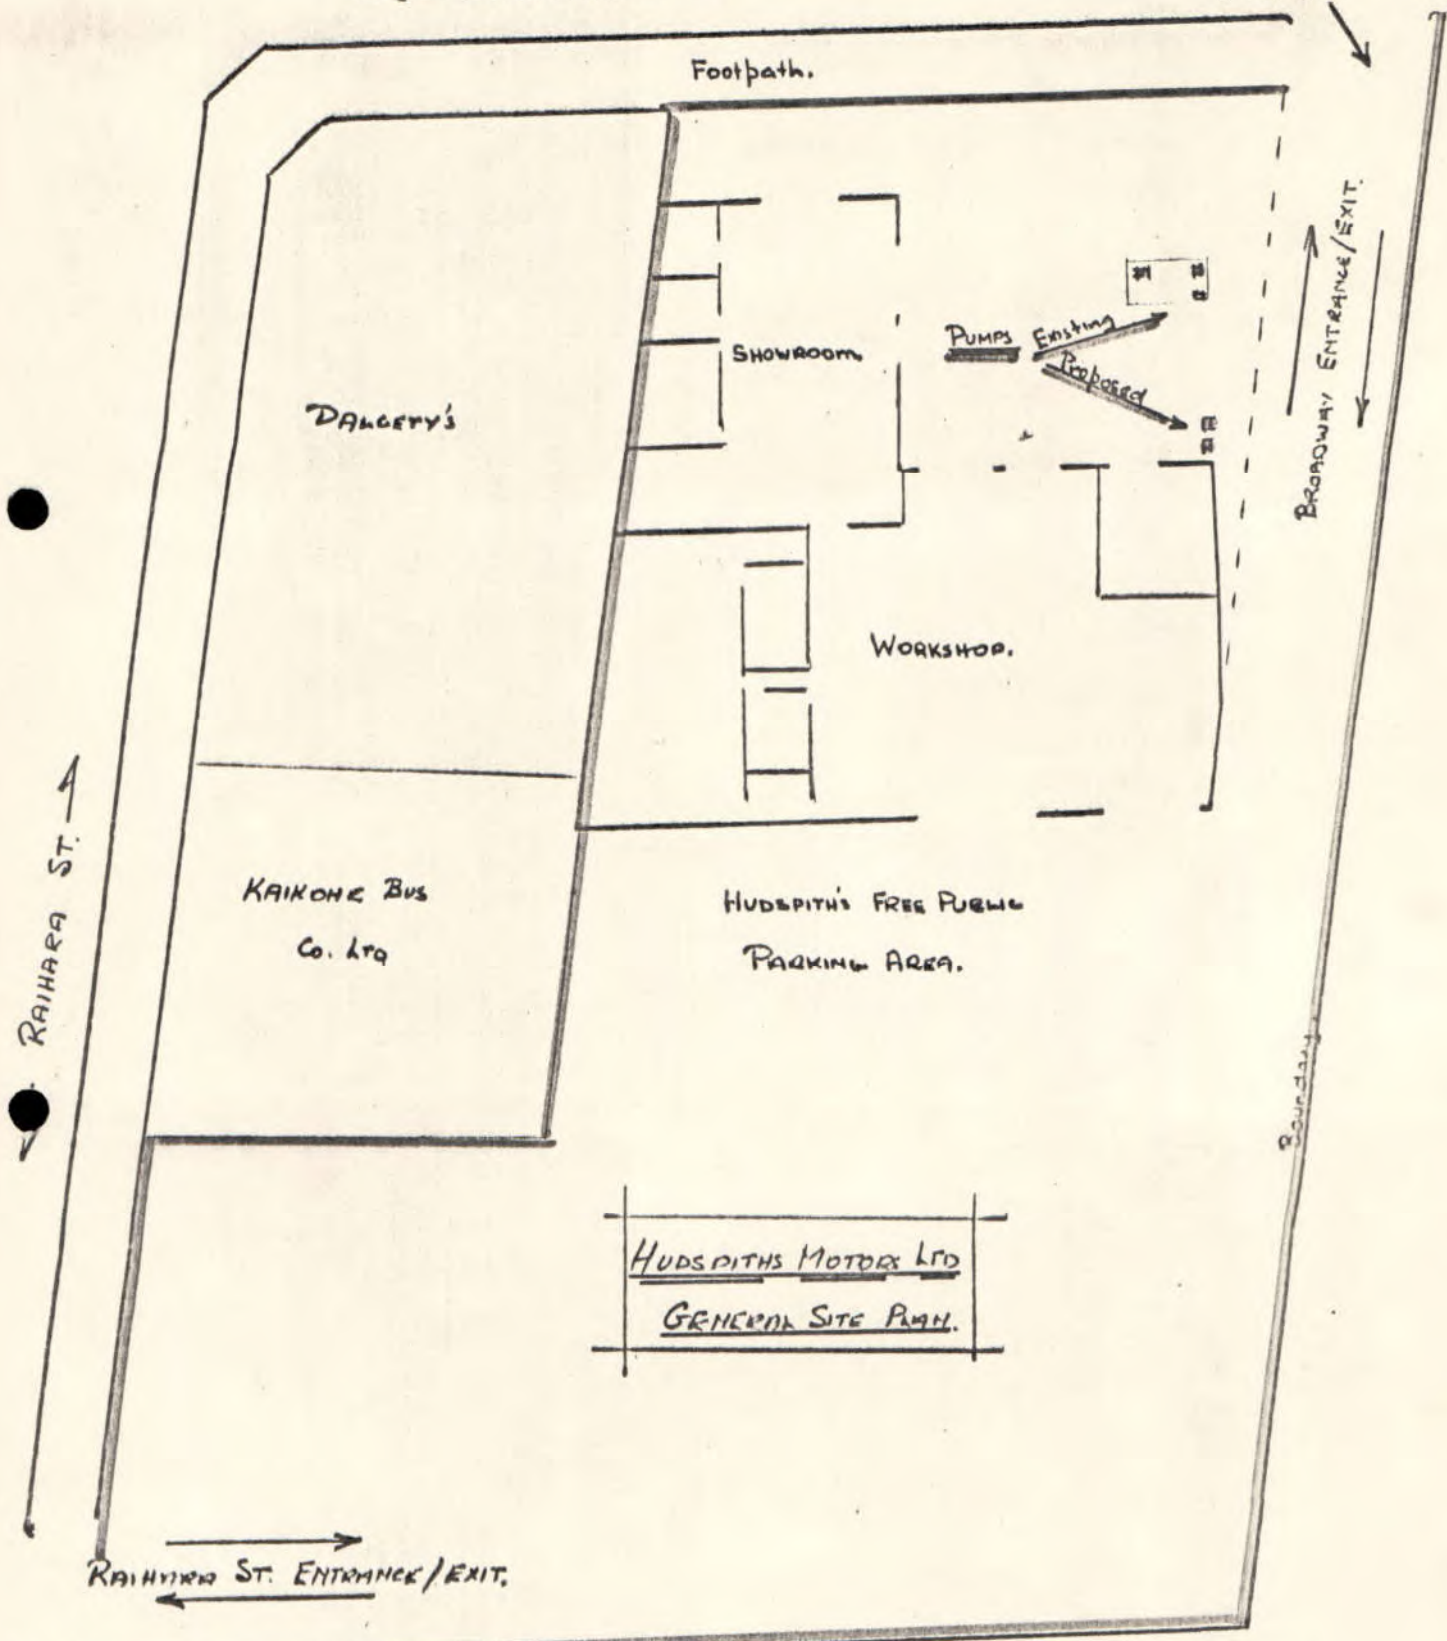 Footpath.
BROADWAY ENTRANCE/EXIT.
PUMPS
Existing
Proposed
SHOWROOM
DALGETY'S
WORKSHOP.
RAIHARA ST.
KAIKOHE BUS
Co. LTD
HUDSPITH'S FREE PUBLIC
PARKING AREA.
Boundary
HUDSPITHS MOTORS LTD
GENERAL SITE PLAN.
RAIHARA ST. ENTRANCE/EXIT.